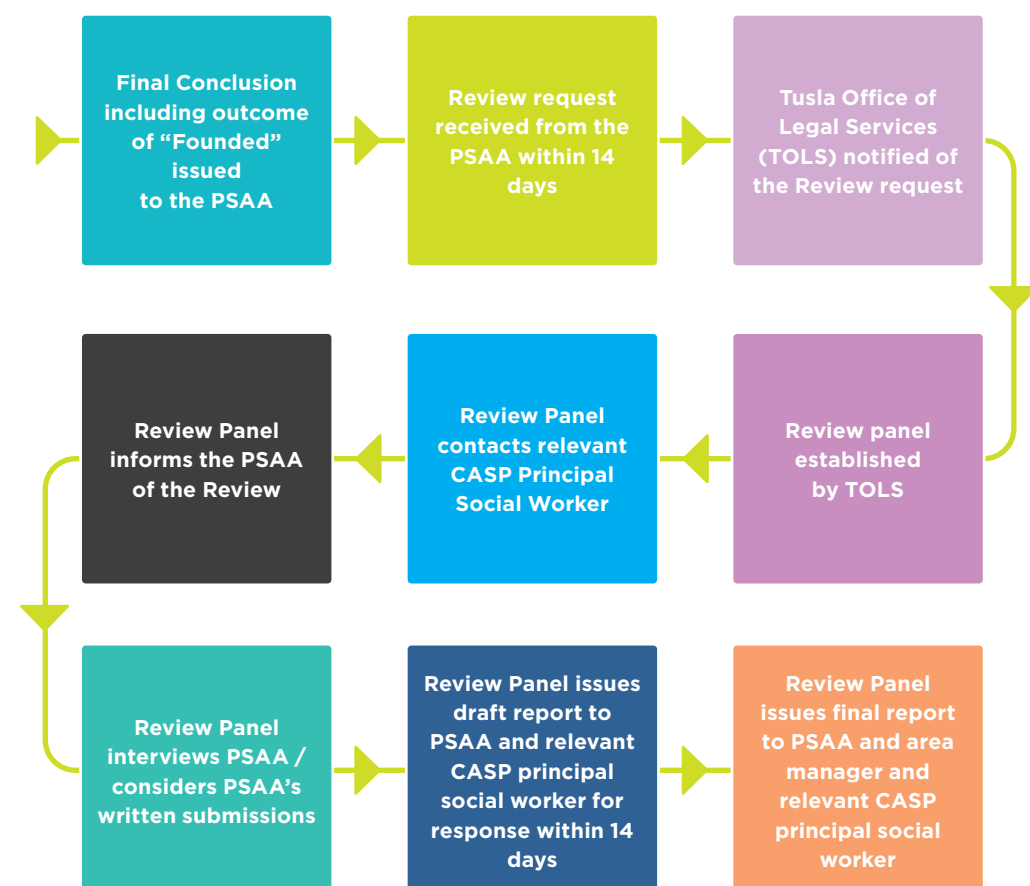 Final Conclusion
including outcome
of “Founded”
issued
to the PSAA
Review request
received from the
PSAA within 14
days
Tusla Office of
Legal Services
(TOLS) notified of
the Review request
Review panel
established
by TOLS
Review Panel
contacts relevant
CASP Principal
Social Worker
Review Panel
informs the PSAA
of the Review
Review Panel
interviews PSAA /
considers PSAA’s
written submissions
Review Panel issues
draft report to
PSAA and relevant
CASP principal
social worker for
response within 14
days
Review Panel
issues final report
to PSAA and area
manager and
relevant CASP
principal social
worker